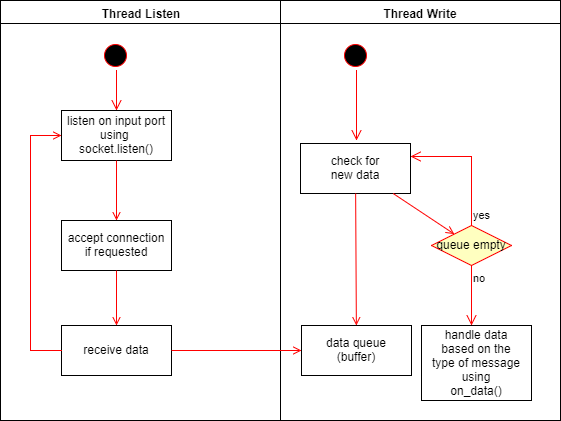 Thread Listen
Thread Write
listen on input port
using
socket.listen()
accept connection
if requested
receive data
check for
new data
yes
queue empty
no
data queue
(buffer)
handle data
based on the
type of message
using
on_data()